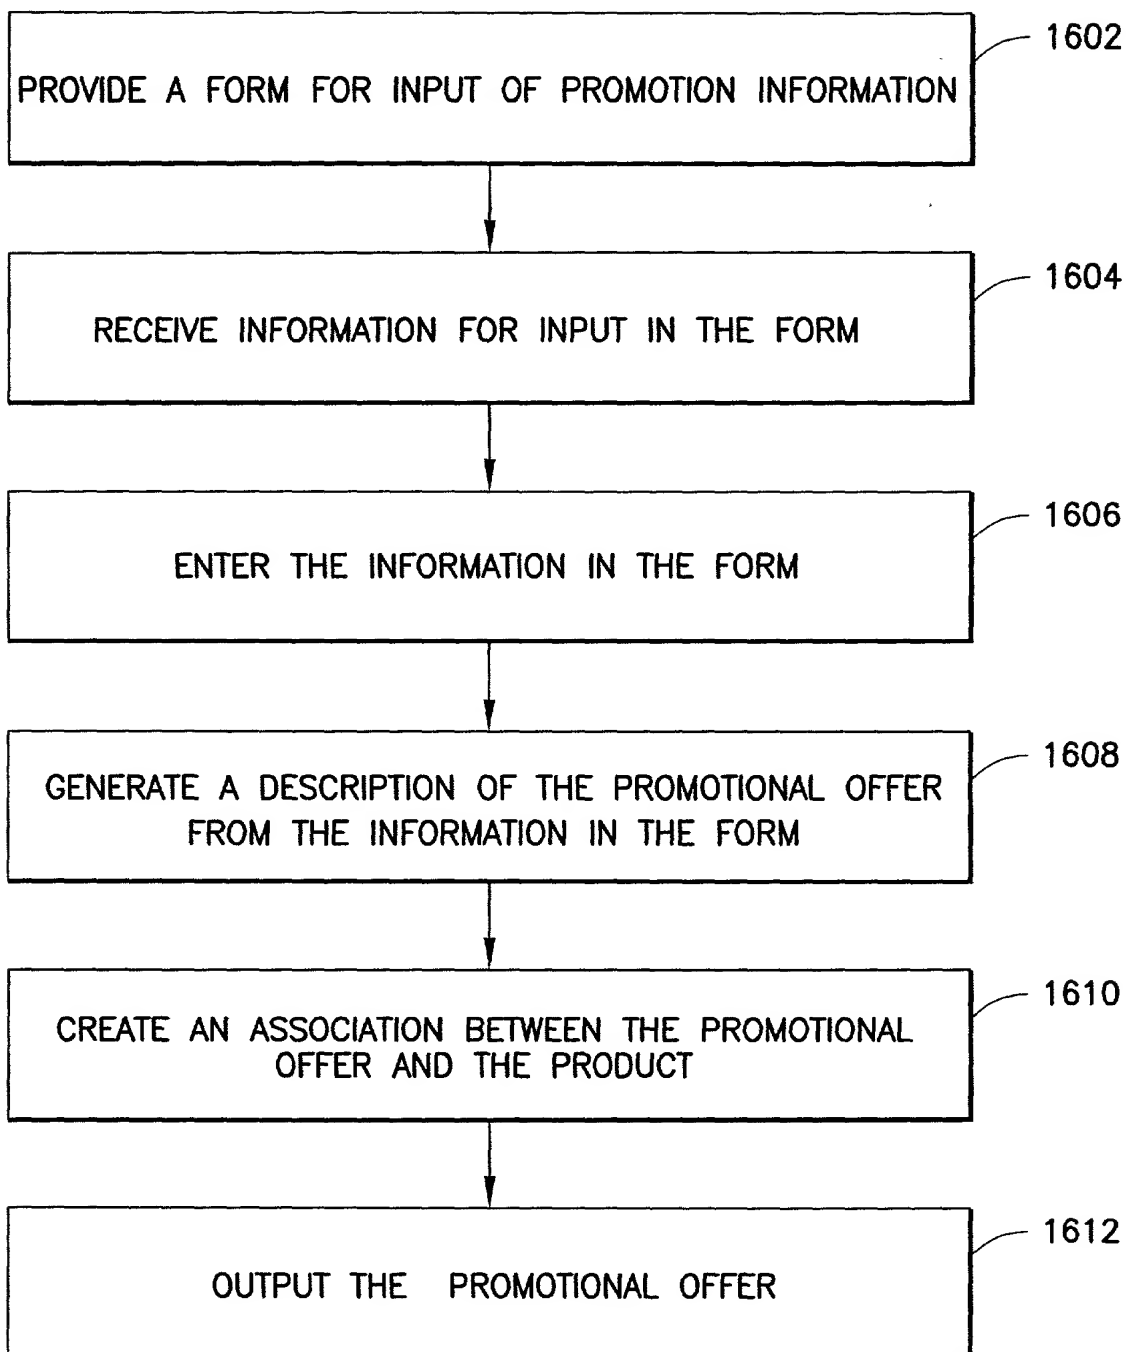 1602
PROVIDE A FORM FOR INPUT OF PROMOTION INFORMATION
1604
RECEIVE INFORMATION FOR INPUT IN THE FORM
1606
ENTER THE INFORMATION IN THE FORM
1608
GENERATE A DESCRIPTION OF THE PROMOTIONAL OFFER
FROM THE INFORMATION IN THE FORM
1610
CREATE AN ASSOCIATION BETWEEN THE PROMOTIONAL
OFFER AND THE PRODUCT
1612
OUTPUT THE PROMOTIONAL OFFER